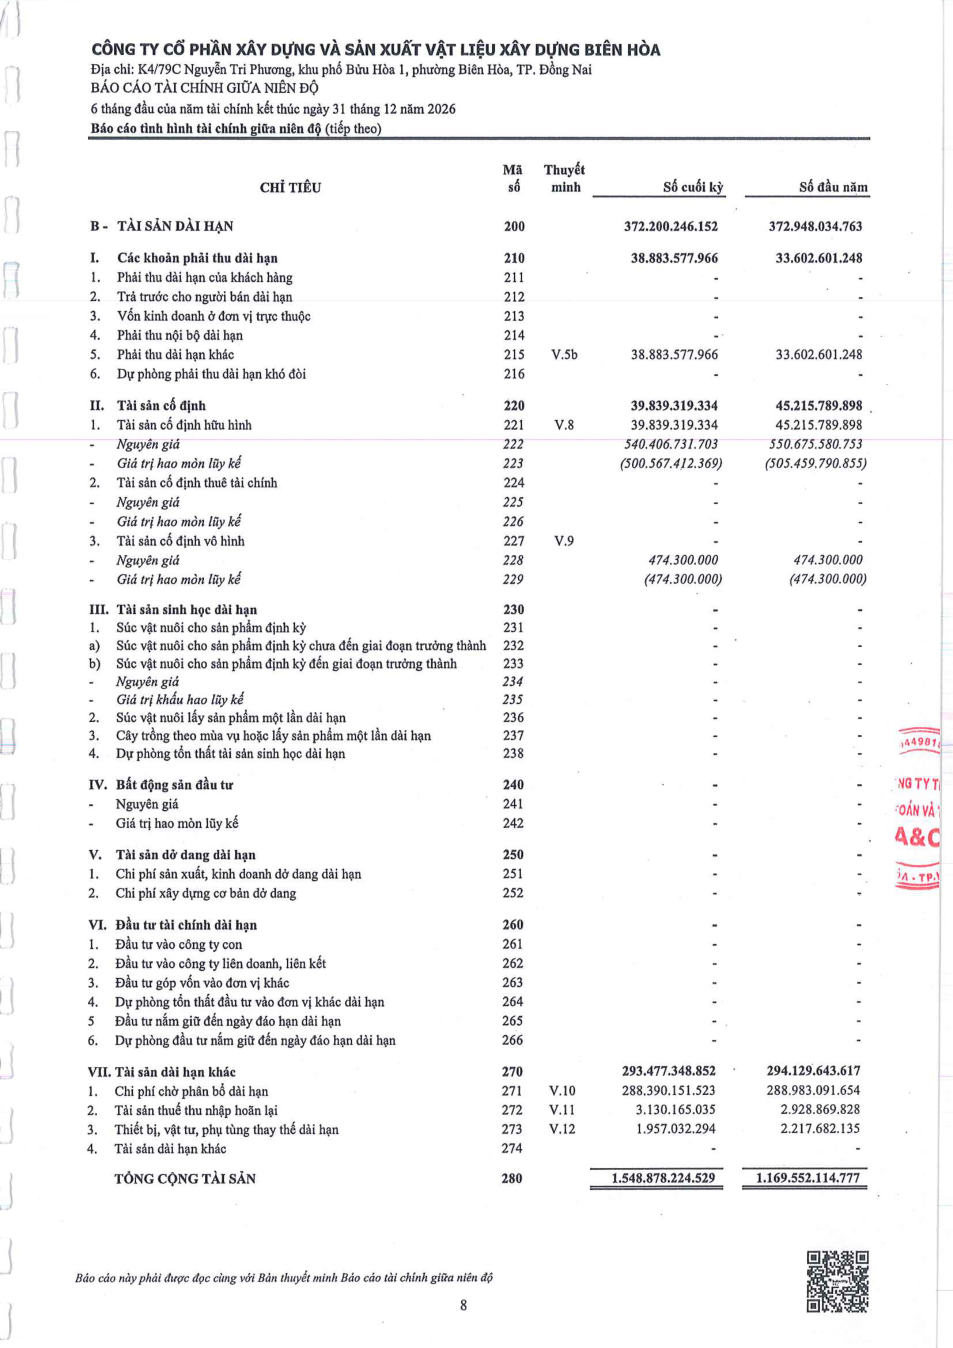 CÔNG TY CỔ PHẦN XÂY DỰNG VÀ SẢN XUẤT VẬT LIỆU XÂY DỰNG BIÊN HÒA
Địa chỉ: K4/79C Nguyễn Tri Phương, khu phố Bửu Hòa 1, phường Biên Hòa, TP. Đồng Nai
BÁO CÁO TÀI CHÍNH GIỮA NIÊN ĐỘ
6 tháng đầu của năm tài chính kết thúc ngày 31 tháng 12 năm 2026
Báo cáo tình hình tài chính giữa niên độ (tiếp theo)
CHỈ TIÊU Mã số Thuyết minh Số cuối kỳ Số đầu năm
B - TÀI SẢN DÀI HẠN 200 372.200.246.152 372.948.034.763
I. Các khoản phải thu dài hạn 210 38.883.577.966 33.602.601.248
1. Phải thu dài hạn của khách hàng 211 - -
2. Trả trước cho người bán dài hạn 212 - -
3. Vốn kinh doanh ở đơn vị trực thuộc 213 - -
4. Phải thu nội bộ dài hạn 214 - -
5. Phải thu dài hạn khác 215 V.5b 38.883.577.966 33.602.601.248
6. Dự phòng phải thu dài hạn khó đòi 216 - -
II. Tài sản cố định 220 39.839.319.334 45.215.789.898
1. Tài sản cố định hữu hình 221 V.8 39.839.319.334 45.215.789.898
- Nguyên giá 222 540.406.731.703 550.675.580.753
- Giá trị hao mòn lũy kế 223 (500.567.412.369) (505.459.790.855)
2. Tài sản cố định thuê tài chính 224 - -
- Nguyên giá 225 - -
- Giá trị hao mòn lũy kế 226 - -
3. Tài sản cố định vô hình 227 V.9 - -
- Nguyên giá 228 474.300.000 474.300.000
- Giá trị hao mòn lũy kế 229 (474.300.000) (474.300.000)
III. Tài sản sinh học dài hạn 230 - -
1. Súc vật nuôi cho sản phẩm định kỳ 231 - -
a) Súc vật nuôi cho sản phẩm định kỳ chưa đến giai đoạn trưởng thành 232 - -
b) Súc vật nuôi cho sản phẩm định kỳ đến giai đoạn trưởng thành 233 - -
- Nguyên giá 234 - -
- Giá trị khấu hao lũy kế 235 - -
2. Súc vật nuôi lấy sản phẩm một lần dài hạn 236 - -
3. Cây trồng theo mùa vụ hoặc lấy sản phẩm một lần dài hạn 237 - -
4. Dự phòng tổn thất tài sản sinh học dài hạn 238 - -
IV. Bất động sản đầu tư 240 - -
- Nguyên giá 241 - -
- Giá trị hao mòn lũy kế 242 - -
V. Tài sản dở dang dài hạn 250 - -
1. Chi phí sản xuất, kinh doanh dở dang dài hạn 251 - -
2. Chi phí xây dựng cơ bản dở dang 252 - -
VI. Đầu tư tài chính dài hạn 260 - -
1. Đầu tư vào công ty con 261 - -
2. Đầu tư vào công ty liên doanh, liên kết 262 - -
3. Đầu tư góp vốn vào đơn vị khác 263 - -
4. Dự phòng tổn thất đầu tư vào đơn vị khác dài hạn 264 - -
5 Đầu tư nắm giữ đến ngày đáo hạn dài hạn 265 - -
6. Dự phòng đầu tư nắm giữ đến ngày đáo hạn dài hạn 266 - -
VII. Tài sản dài hạn khác 270 293.477.348.852 294.129.643.617
1. Chi phí chờ phân bổ dài hạn 271 V.10 288.390.151.523 288.983.091.654
2. Tài sản thuế thu nhập hoãn lại 272 V.11 3.130.165.035 2.928.869.828
3. Thiết bị, vật tư, phụ tùng thay thế dài hạn 273 V.12 1.957.032.294 2.217.682.135
4. Tài sản dài hạn khác 274 - -
TỔNG CỘNG TÀI SẢN 280 1.548.878.224.529 1.169.552.114.777
NG TY T
OÁN VÀ
A&C
Báo cáo này phải được đọc cùng với Bản thuyết minh Báo cáo tài chính giữa niên độ
8